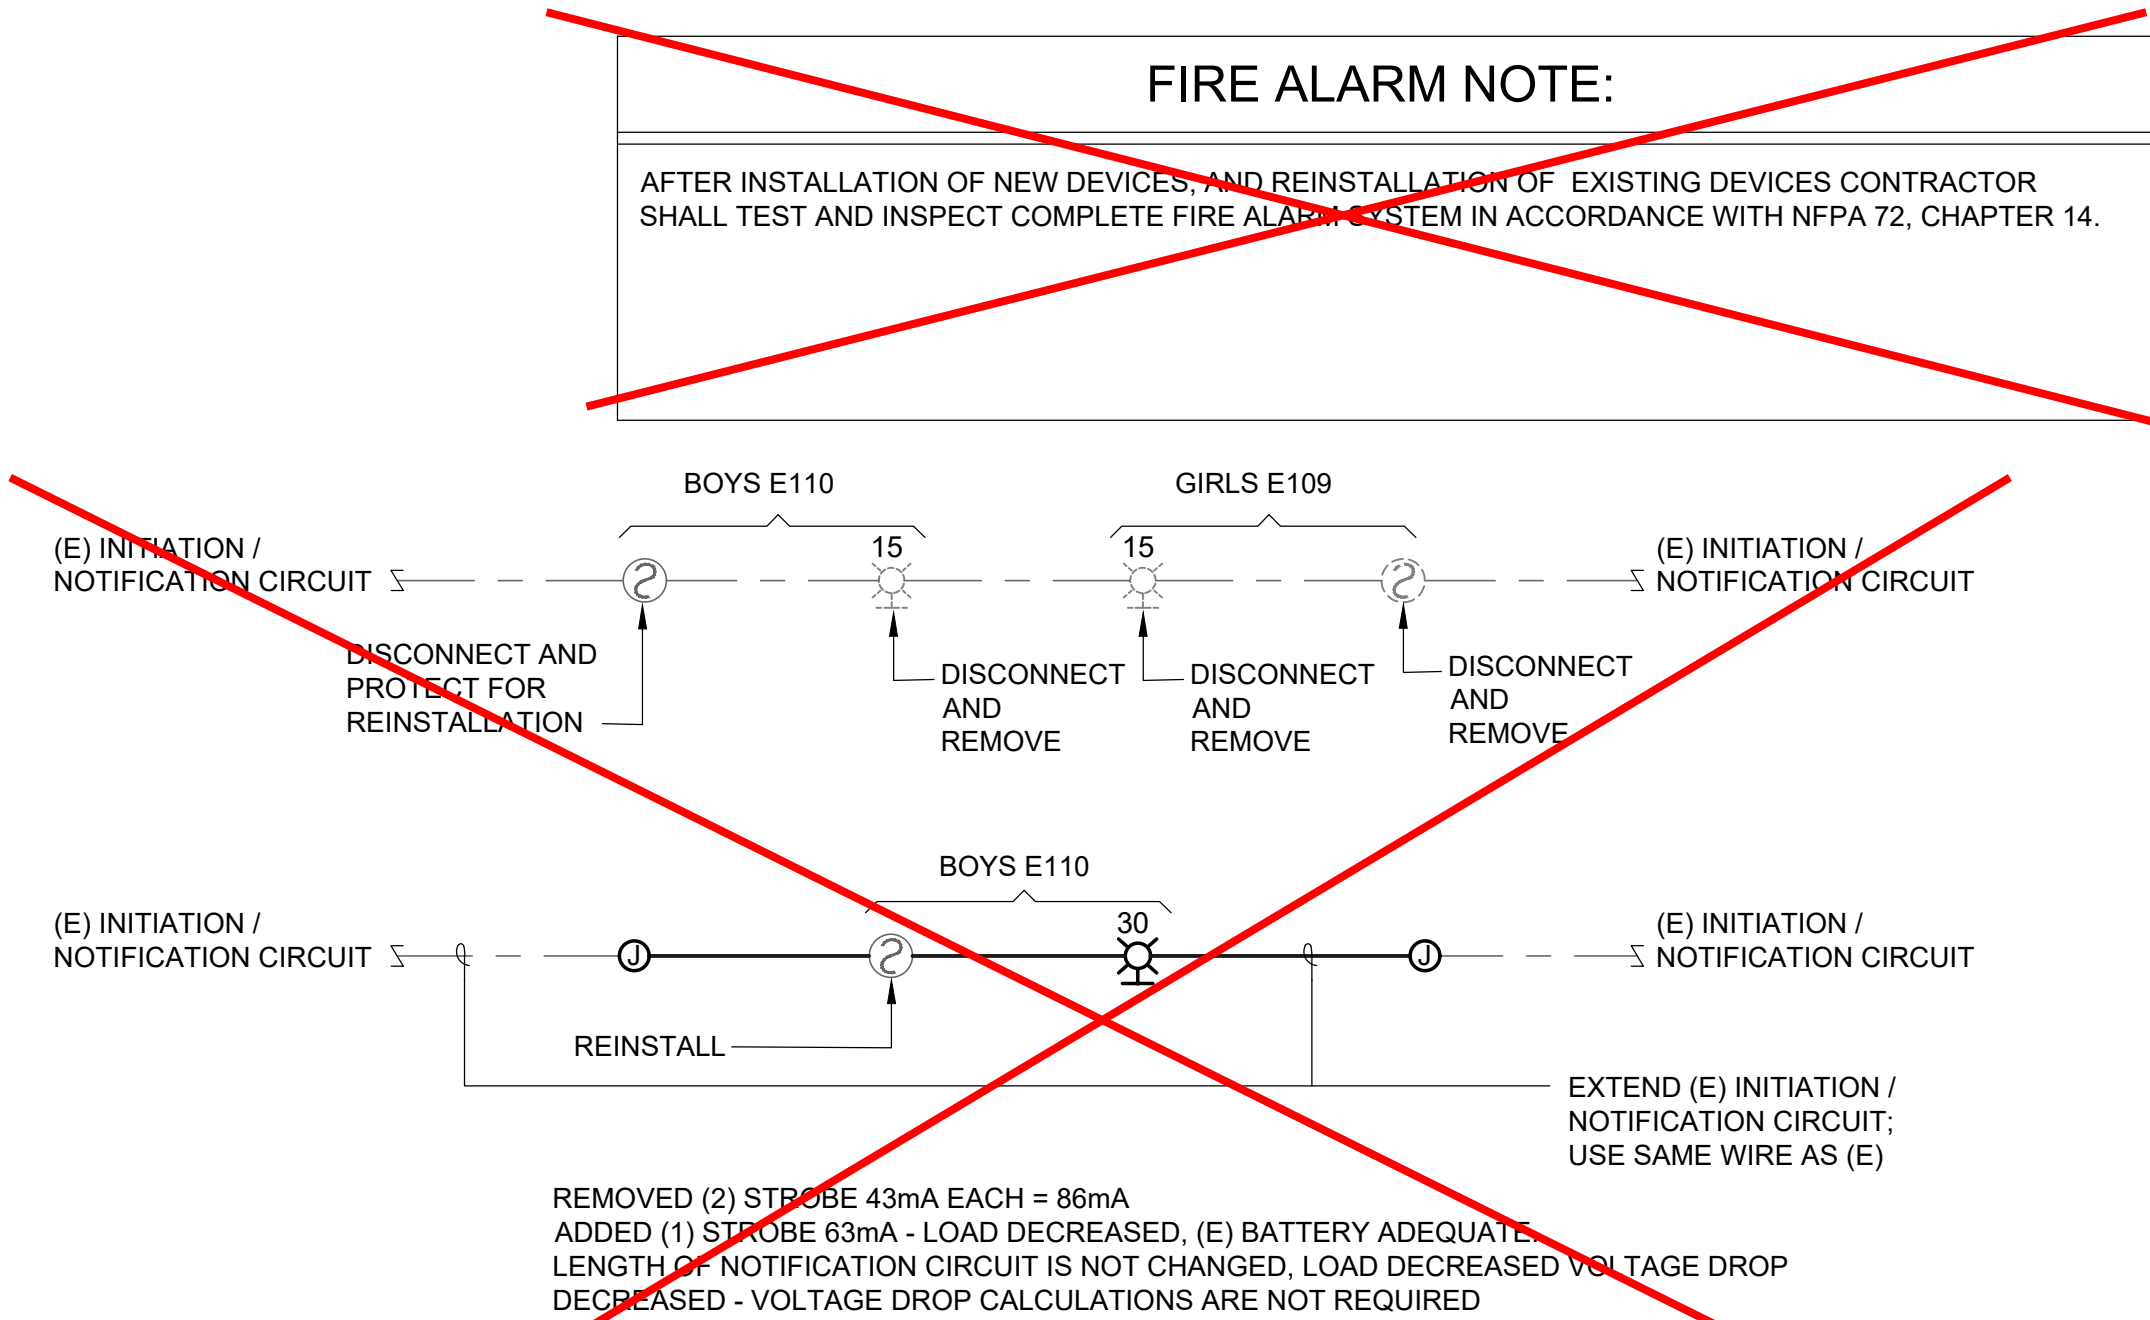 FIRE ALARM NOTE:
AFTER INSTALLATION OF NEW DEVICES, AND REINSTALLATION OF EXISTING DEVICES CONTRACTOR
SHALL TEST AND INSPECT COMPLETE FIRE ALARM SYSTEM IN ACCORDANCE WITH NFPA 72, CHAPTER 14.
BOYS E110
GIRLS E109
(E) INITIATION /
NOTIFICATION CIRCUIT
15
15
(E) INITIATION /
NOTIFICATION CIRCUIT
DISCONNECT AND
PROTECT FOR
REINSTALLATION
DISCONNECT
AND
REMOVE
DISCONNECT
AND
REMOVE
DISCONNECT
AND
REMOVE
BOYS E110
(E) INITIATION /
NOTIFICATION CIRCUIT
J
30
J
(E) INITIATION /
NOTIFICATION CIRCUIT
REINSTALL
EXTEND (E) INITIATION /
NOTIFICATION CIRCUIT;
USE SAME WIRE AS (E)
REMOVED (2) STROBE 43mA EACH = 86mA
ADDED (1) STROBE 63mA - LOAD DECREASED, (E) BATTERY ADEQUATE.
LENGTH OF NOTIFICATION CIRCUIT IS NOT CHANGED, LOAD DECREASED VOLTAGE DROP
DECREASED - VOLTAGE DROP CALCULATIONS ARE NOT REQUIRED